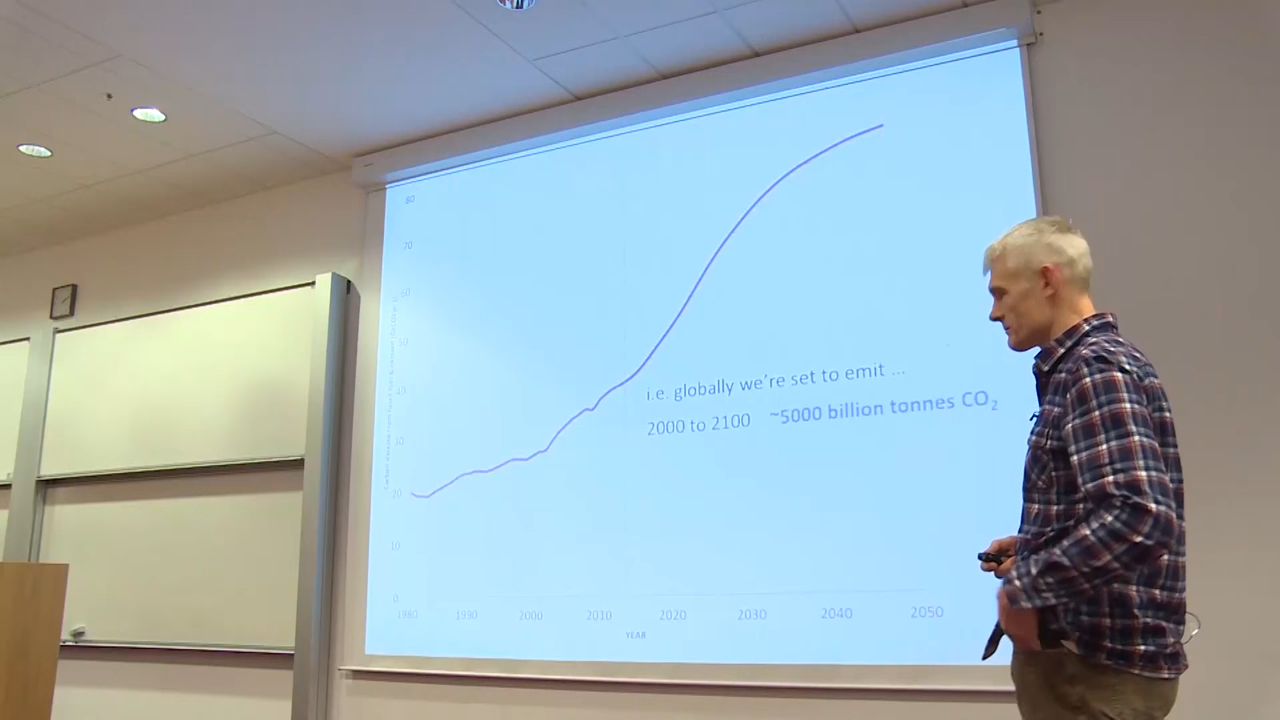 80
70
60
50
40
30
20
10
0
i.e. globally we're set to emit ...
2000 to 2100 ~5000 billion tonnes CO₂
1980 1990 2000 2010 2020 2030 2040 2050
YEAR